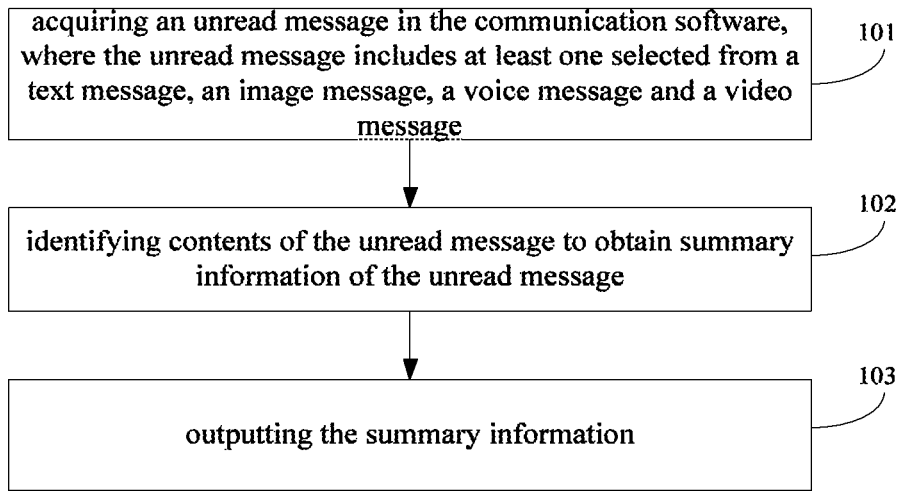 acquiring an unread message in the communication software,
101
where the unread message includes at least one selected from a
text message, an image message, a voice message and a video
message
102
identifying contents of the unread message to obtain summary
information of the unread message
103
outputting the summary information